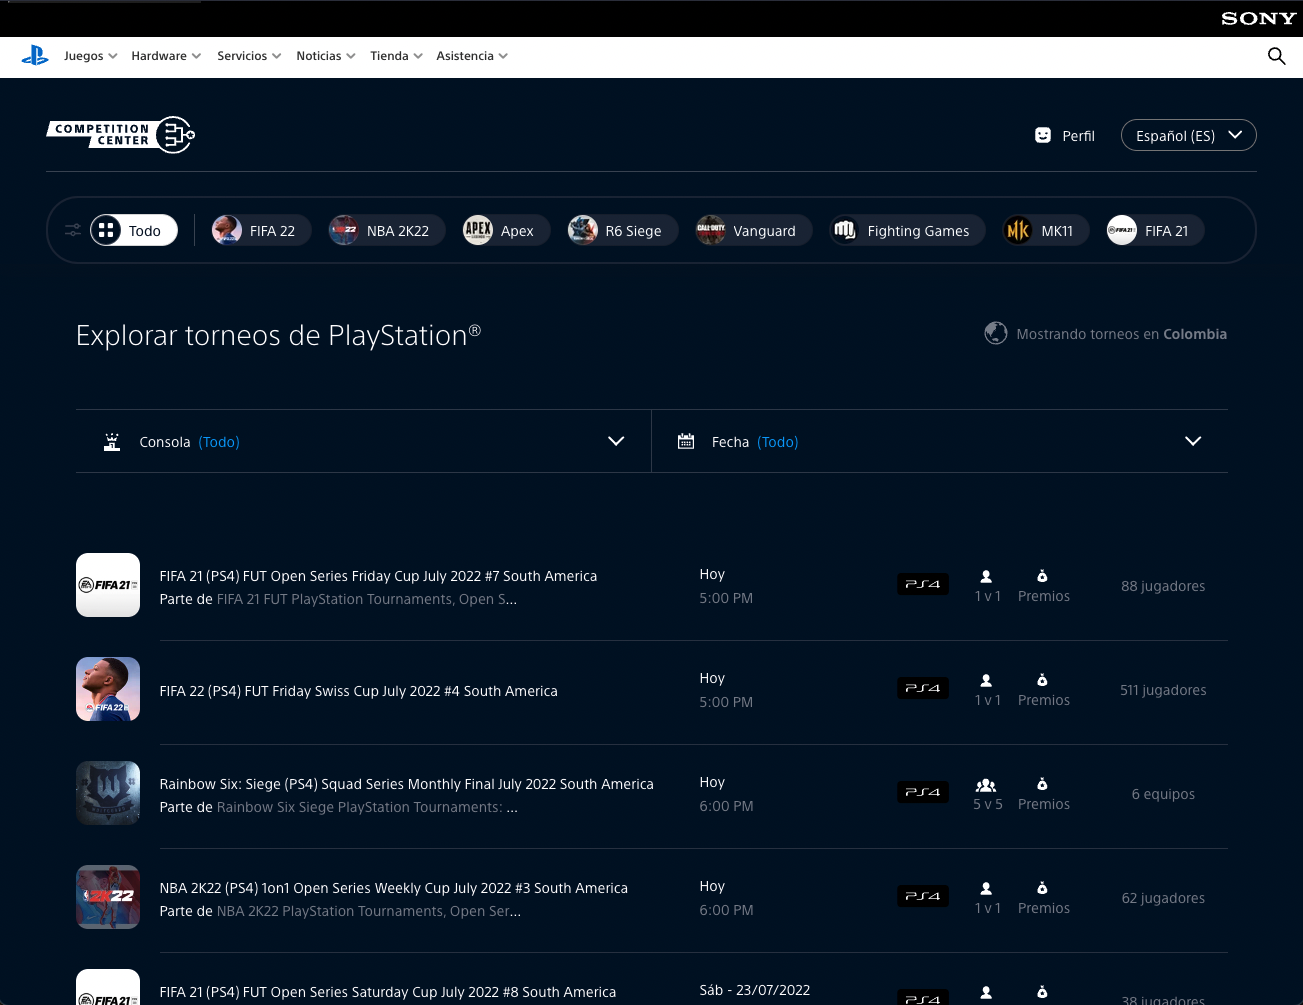 SONY
Juegos Hardware Servicios Noticias Tienda Asistencia
COMPETITION
CENTER
Perfil Español (ES)
Todo FIFA 22 NBA 2K22 Apex R6 Siege Vanguard Fighting Games MK11 FIFA 21
Explorar torneos de PlayStation®
Mostrando torneos en Colombia
Consola (Todo) Fecha (Todo)
FIFA 21
FIFA 21 (PS4) FUT Open Series Friday Cup July 2022 #7 South America
Parte de FIFA 21 FUT PlayStation Tournaments, Open S...
Hoy
5:00 PM
PS4
1 v 1
Premios
88 jugadores
FIFA 22
FIFA 22 (PS4) FUT Friday Swiss Cup July 2022 #4 South America
Hoy
5:00 PM
PS4
1 v 1
Premios
511 jugadores
Rainbow Six: Siege (PS4) Squad Series Monthly Final July 2022 South America
Parte de Rainbow Six Siege PlayStation Tournaments: ...
Hoy
6:00 PM
PS4
5 v 5
Premios
6 equipos
2K22
NBA 2K22 (PS4) 1on1 Open Series Weekly Cup July 2022 #3 South America
Parte de NBA 2K22 PlayStation Tournaments, Open Ser...
Hoy
6:00 PM
PS4
1 v 1
Premios
62 jugadores
FIFA 21
FIFA 21 (PS4) FUT Open Series Saturday Cup July 2022 #8 South America
Sáb - 23/07/2022
PS4
38 jugadores